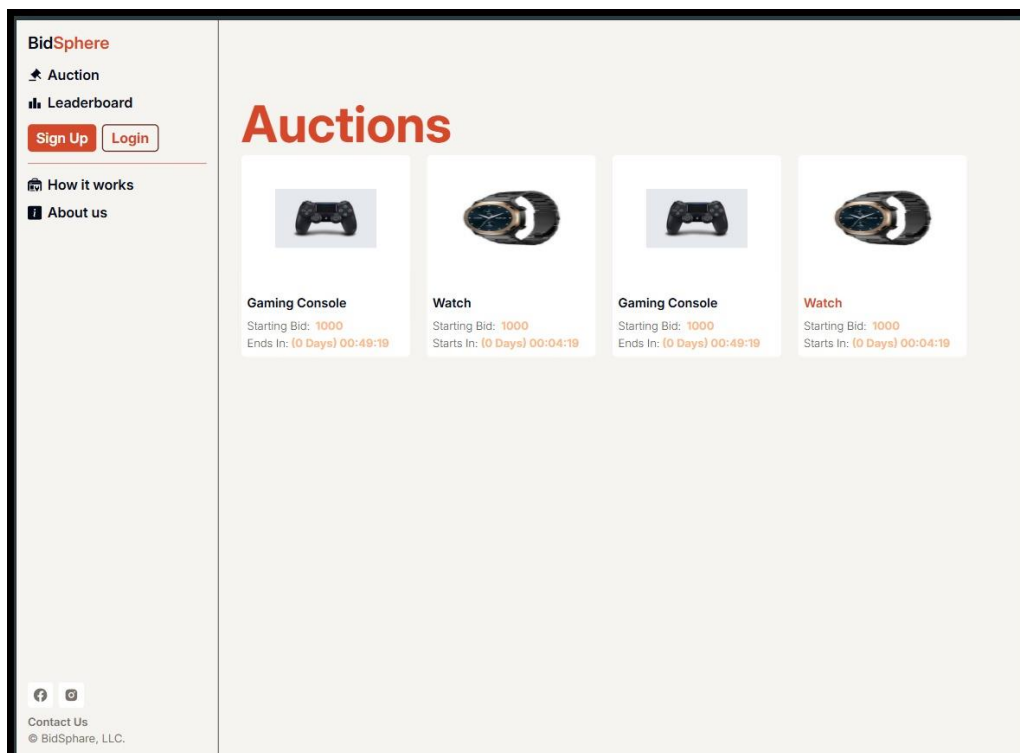 BidSphere
Auction
Leaderboard
Sign Up Login
How it works
About us
Auctions
Gaming Console
Starting Bid: 1000
Ends In: (0 Days) 00:49:19
Watch
Starting Bid: 1000
Starts In: (0 Days) 00:04:19
Gaming Console
Starting Bid: 1000
Ends In: (0 Days) 00:49:19
Watch
Starting Bid: 1000
Starts In: (0 Days) 00:04:19
Contact Us
© BidSphare, LLC.